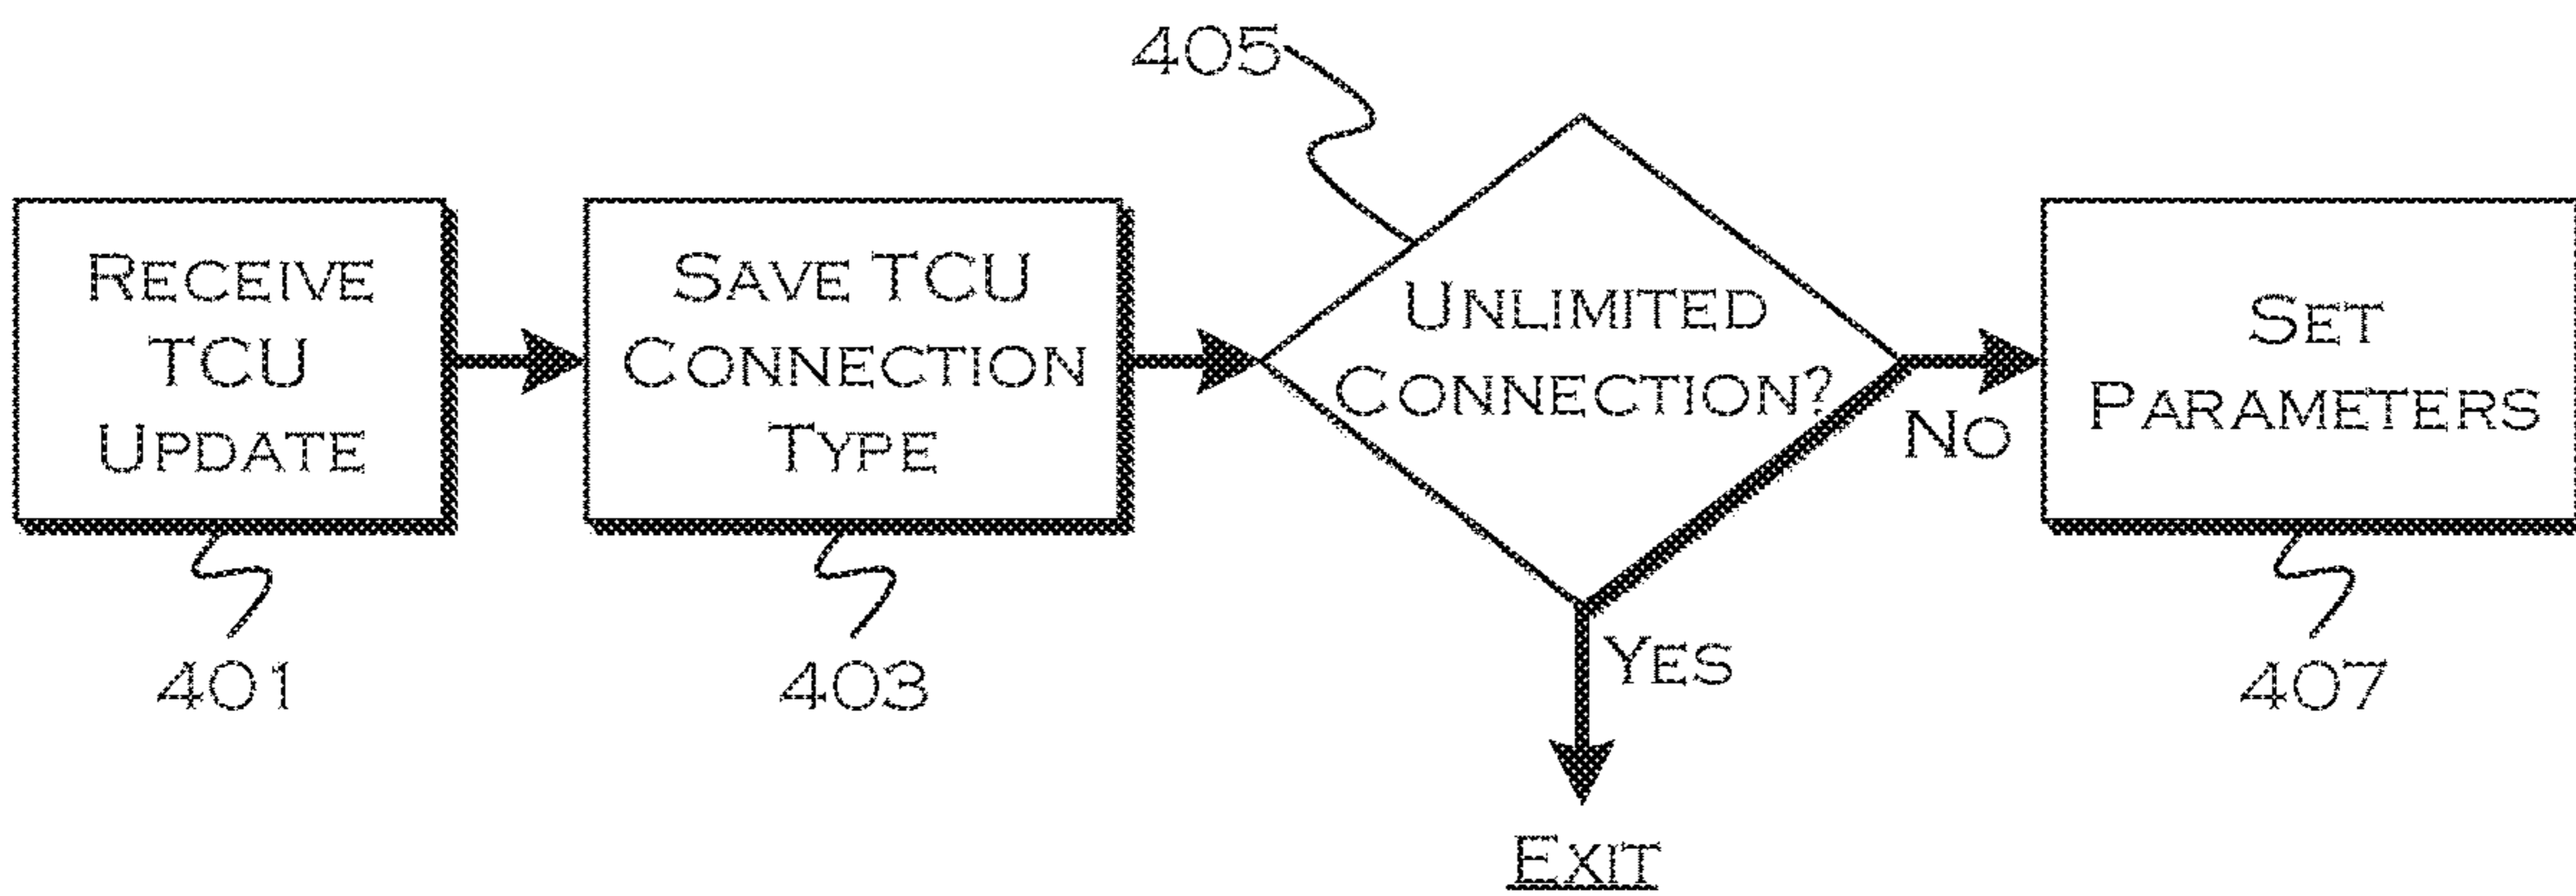 405
RECEIVE
TCU
UPDATE
401
SAVE TCU
CONNECTION
TYPE
403
UNLIMITED
CONNECTION?
NO
YES
EXIT
SET
PARAMETERS
407